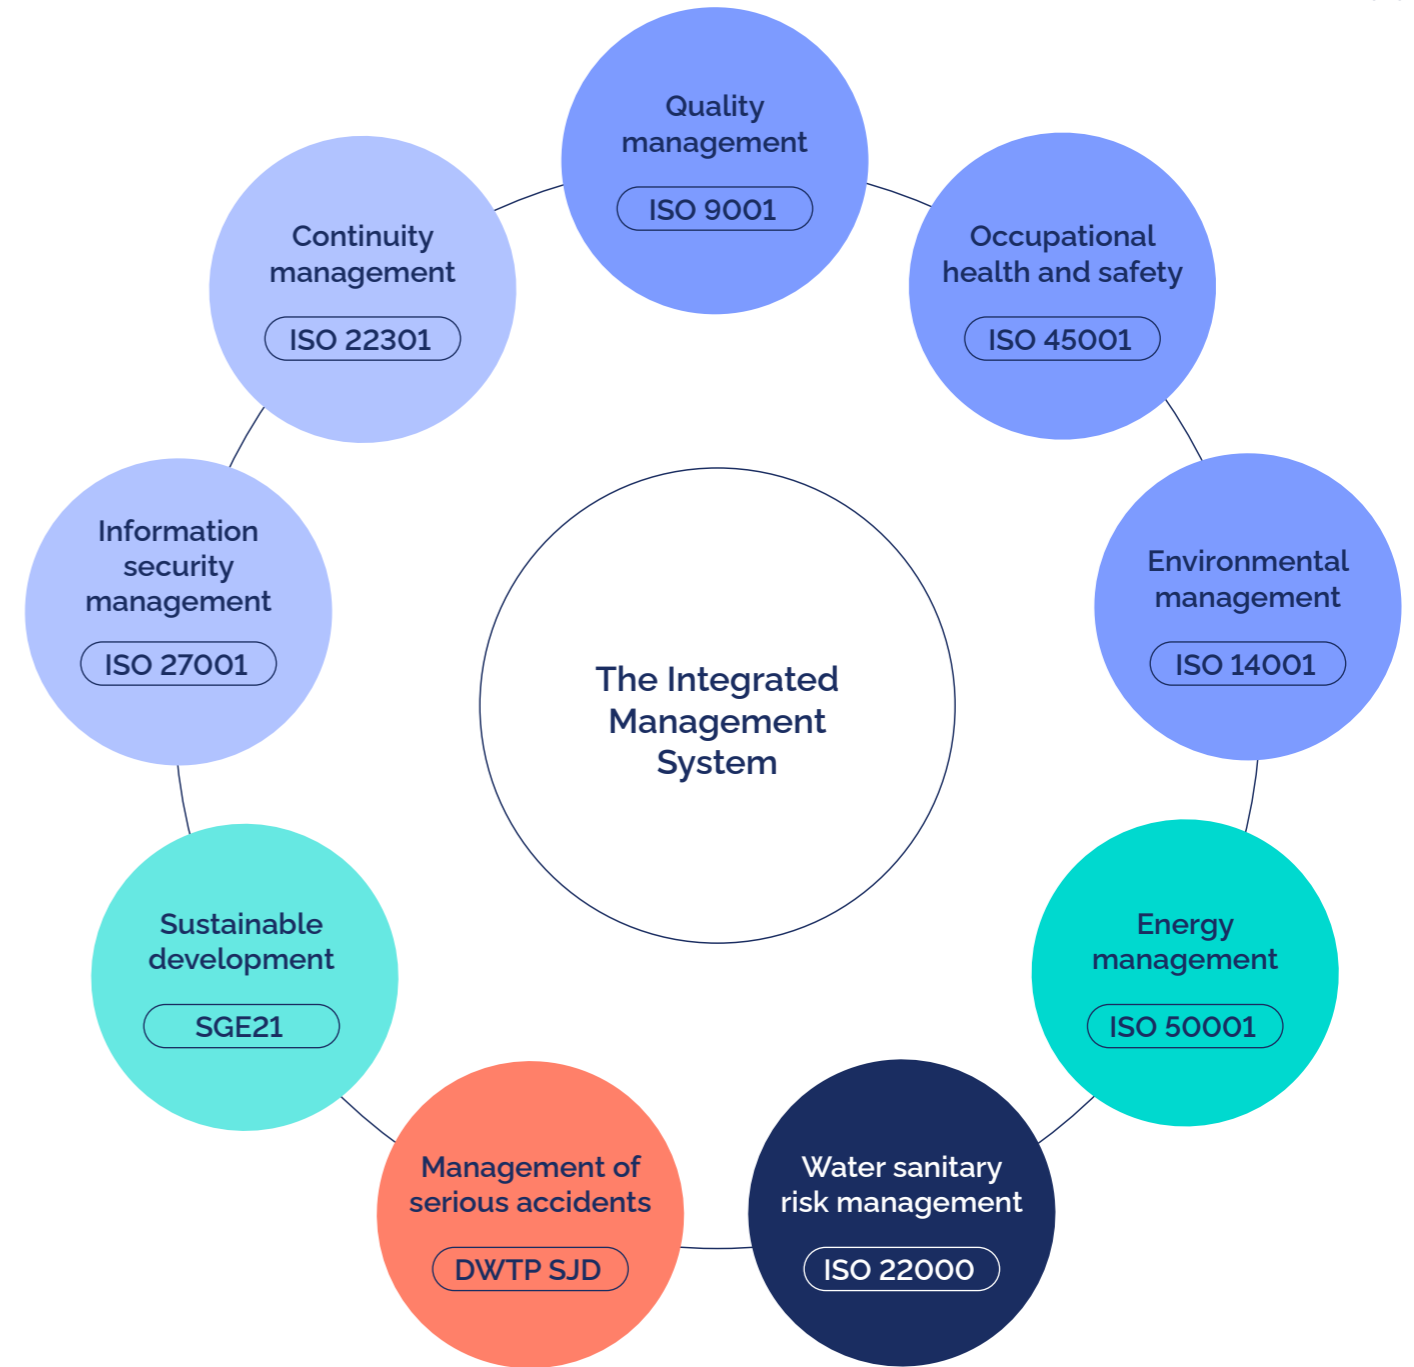 Quality
management
ISO 9001
Occupational
health and safety
ISO 45001
Environmental
management
ISO 14001
Energy
management
ISO 50001
Water sanitary
risk management
ISO 22000
Management of
serious accidents
DWTP SJD
Sustainable
development
SGE21
Information
security
management
ISO 27001
Continuity
management
ISO 22301
The Integrated
Management
System